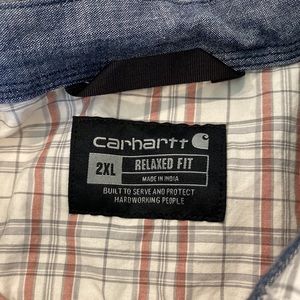 carhartt
2XL RELAXED FIT
MADE IN INDIA
BUILT TO SERVE AND PROTECT
HARDWORKING PEOPLE